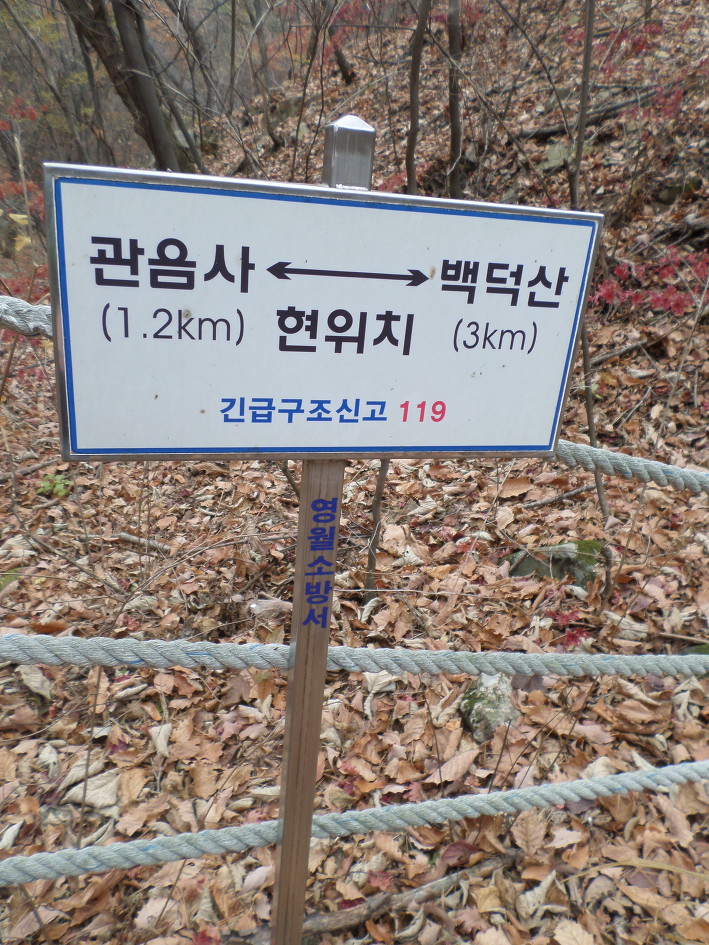 관음사 ↔ 백덕산
(1.2km) 현위치 (3km)
긴급구조신고 119
영월소방서